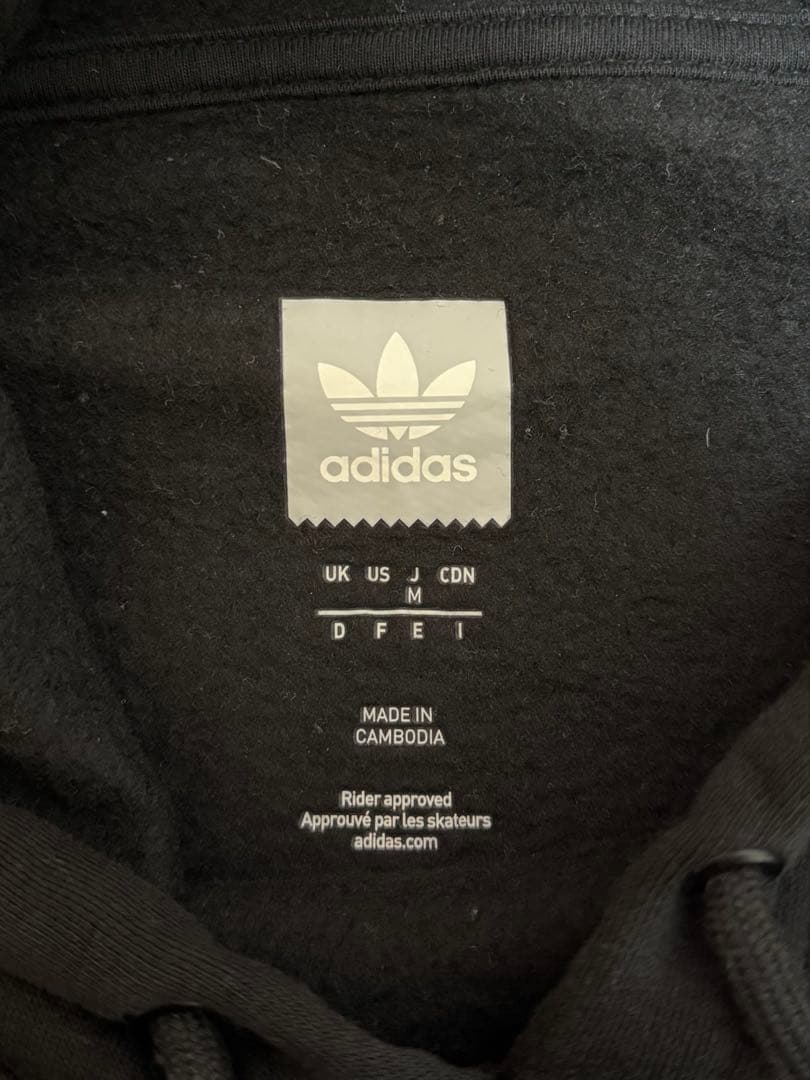 adidas
UK US J CDN
M
D F E I
MADE IN
CAMBODIA
Rider approved
Approuvé par les skateurs
adidas.com